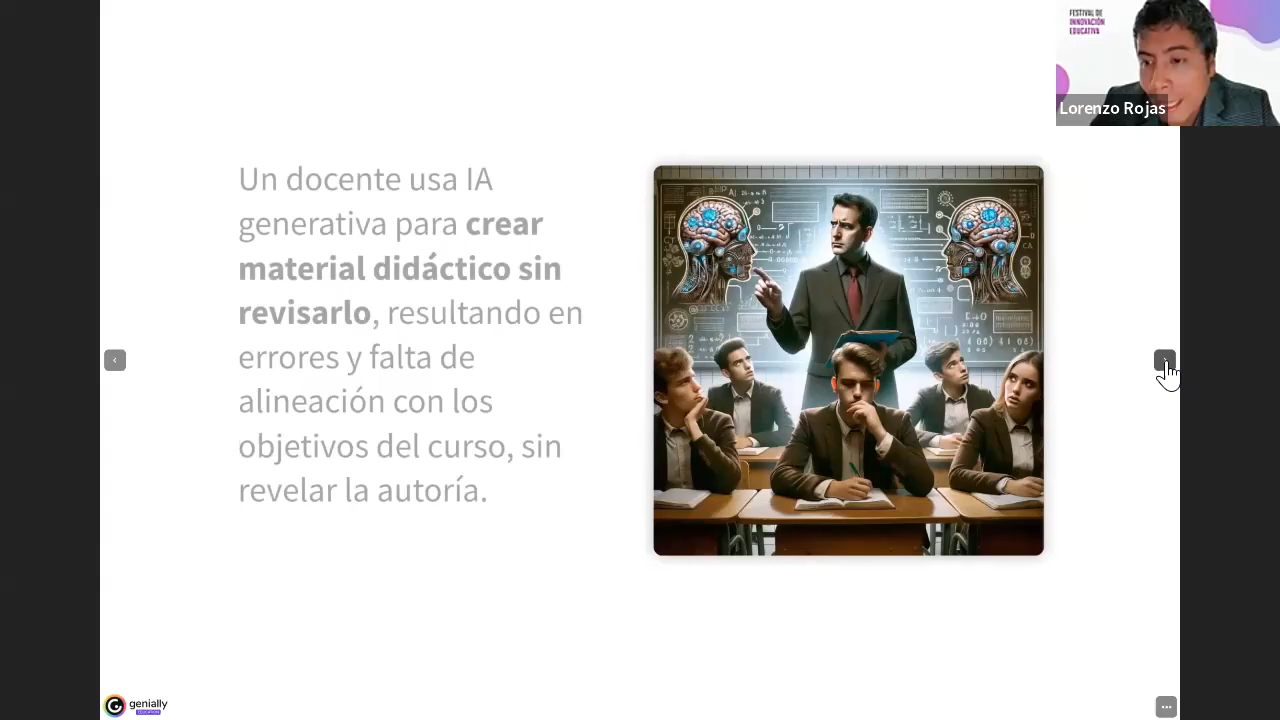 FESTIVAL DE
INNOVACIÓN
EDUCATIVA
Lorenzo Rojas
Un docente usa IA
generativa para crear
material didáctico sin
revisarlo, resultando en
errores y falta de
alineación con los
objetivos del curso, sin
revelar la autoría.
genially
EDUCATION